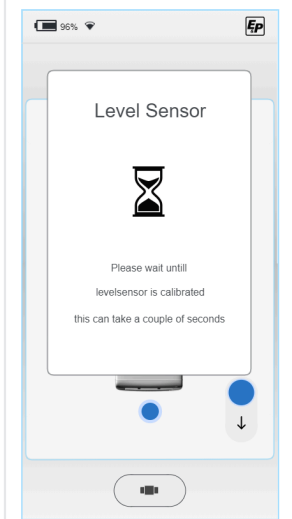 96%
EP
Level Sensor
Please wait untill
levelsensor is calibrated
this can take a couple of seconds